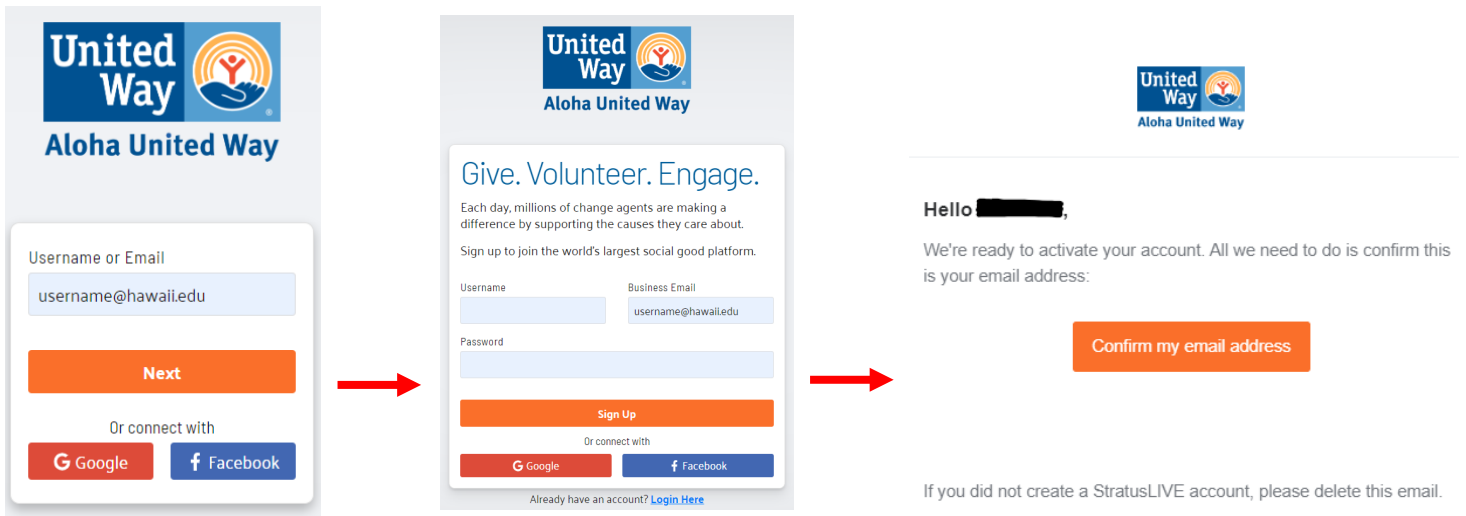 United
Way
Aloha United Way
Username or Email
username@hawaii.edu
Next
Or connect with
G Google
f Facebook
United
Way
Aloha United Way
Give. Volunteer. Engage.
Each day, millions of change agents are making a
difference by supporting the causes they care about.
Sign up to join the world's largest social good platform.
Username
Business Email
username@hawaii.edu
Password
Sign Up
Or connect with
G Google
f Facebook
Already have an account? Login Here
United
Way
Aloha United Way
Hello ,
We're ready to activate your account. All we need to do is confirm this
is your email address:
Confirm my email address
If you did not create a StratusLIVE account, please delete this email.